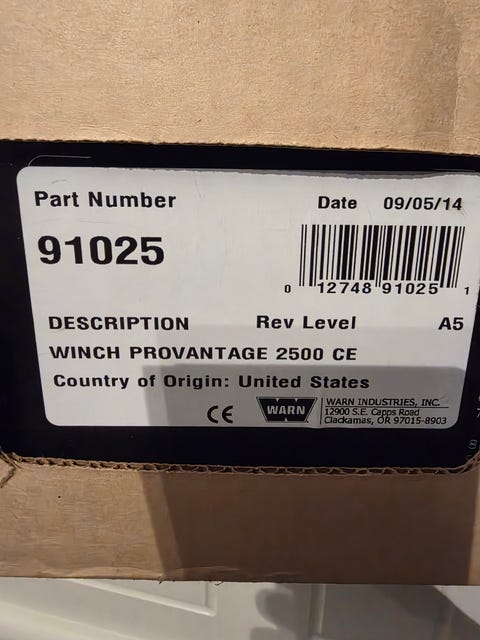 Part Number
Date 09/05/14
91025
0 12748 91025 1
DESCRIPTION Rev Level A5
WINCH PROVANTAGE 2500 CE
Country of Origin: United States
CE WARN WARN INDUSTRIES, INC.
12900 S.E. Capps Road
Clackamas, OR 97015-8903